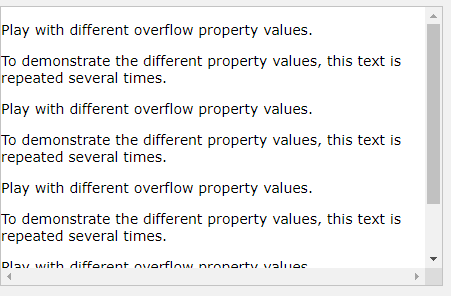 Play with different overflow property values.
To demonstrate the different property values, this text is
repeated several times.
Play with different overflow property values.
To demonstrate the different property values, this text is
repeated several times.
Play with different overflow property values.
To demonstrate the different property values, this text is
repeated several times.
Play with different overflow property values.